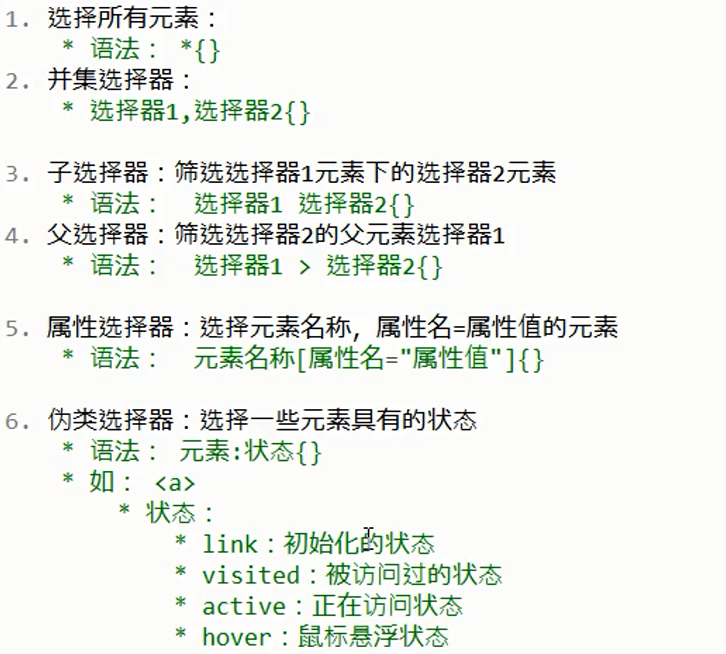 1. 选择所有元素：
* 语法： *{}
2. 并集选择器：
* 选择器1,选择器2{}
3. 子选择器：筛选选择器1元素下的选择器2元素
* 语法： 选择器1 选择器2{}
4. 父选择器：筛选选择器2的父元素选择器1
* 语法： 选择器1 > 选择器2{}
5. 属性选择器：选择元素名称，属性名=属性值的元素
* 语法： 元素名称[属性名="属性值"]{}
6. 伪类选择器：选择一些元素具有的状态
* 语法： 元素:状态{}
* 如： <a>
* 状态：
* link：初始化的状态
* visited：被访问过的状态
* active：正在访问状态
* hover：鼠标悬浮状态